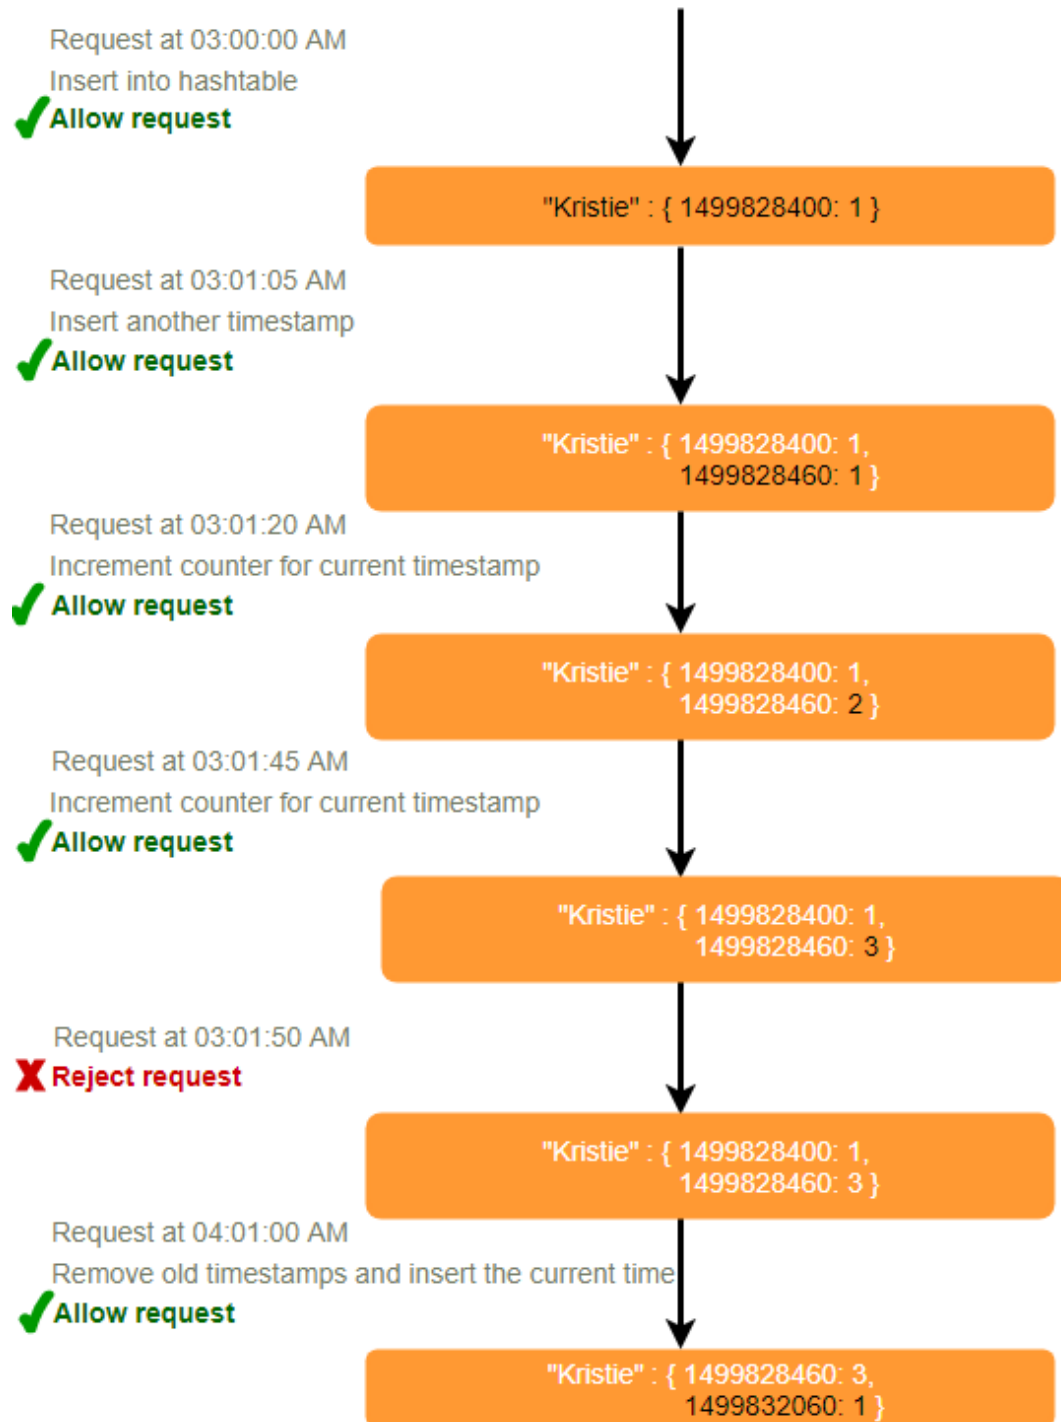 Request at 03:00:00 AM
Insert into hashtable
Allow request
"Kristie" : { 1499828400: 1 }
Request at 03:01:05 AM
Insert another timestamp
Allow request
"Kristie" : { 1499828400: 1,
1499828460: 1 }
Request at 03:01:20 AM
Increment counter for current timestamp
Allow request
"Kristie" : { 1499828400: 1,
1499828460: 2 }
Request at 03:01:45 AM
Increment counter for current timestamp
Allow request
"Kristie" : { 1499828400: 1,
1499828460: 3 }
Request at 03:01:50 AM
Reject request
"Kristie" : { 1499828400: 1,
1499828460: 3 }
Request at 04:01:00 AM
Remove old timestamps and insert the current time
Allow request
"Kristie" : { 1499828460: 3,
1499832060: 1 }